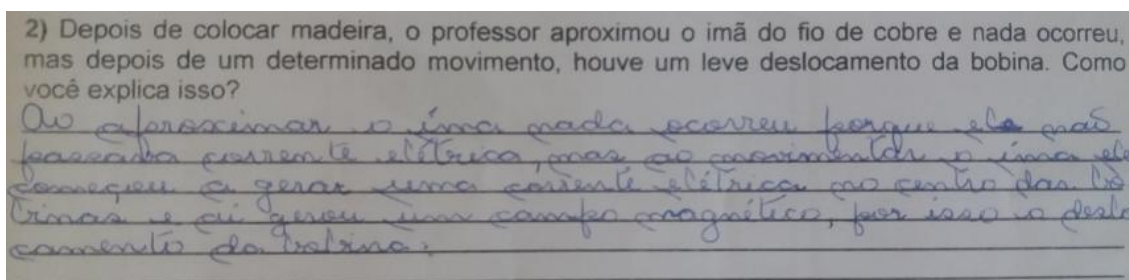 2) Depois de colocar madeira, o professor aproximou o imã do fio de cobre e nada ocorreu,
mas depois de um determinado movimento, houve um leve deslocamento da bobina. Como
você explica isso?
Ao aproximar o ima nada ocorreu porque ele não
passava corrente elétrica, mas ao movimentar o ima ele
começou a gerar uma corrente elétrica no centro das bo
binas e ai gerou um campo magnético, por isso o deslo
camento da bobina.